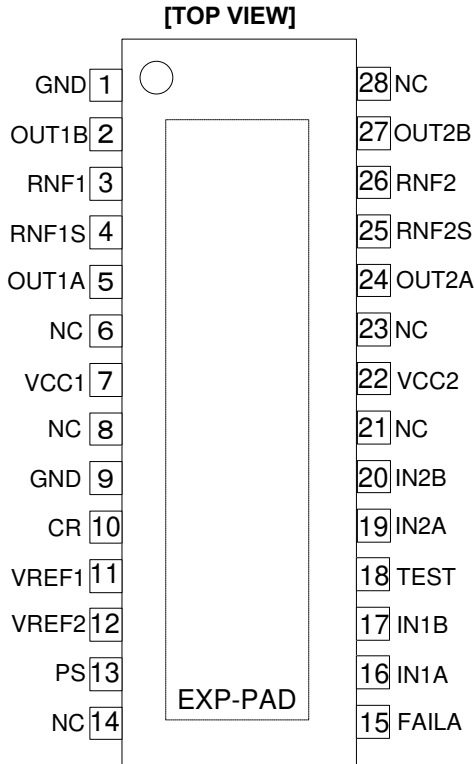 [TOP VIEW]
GND 1 28 NC
OUT1B 2 27 OUT2B
RNF1 3 26 RNF2
RNF1S 4 25 RNF2S
OUT1A 5 24 OUT2A
NC 6 23 NC
VCC1 7 22 VCC2
NC 8 21 NC
GND 9 20 IN2B
CR 10 19 IN2A
VREF1 11 18 TEST
VREF2 12 17 IN1B
PS 13 16 IN1A
NC 14 15 FAILA
EXP-PAD